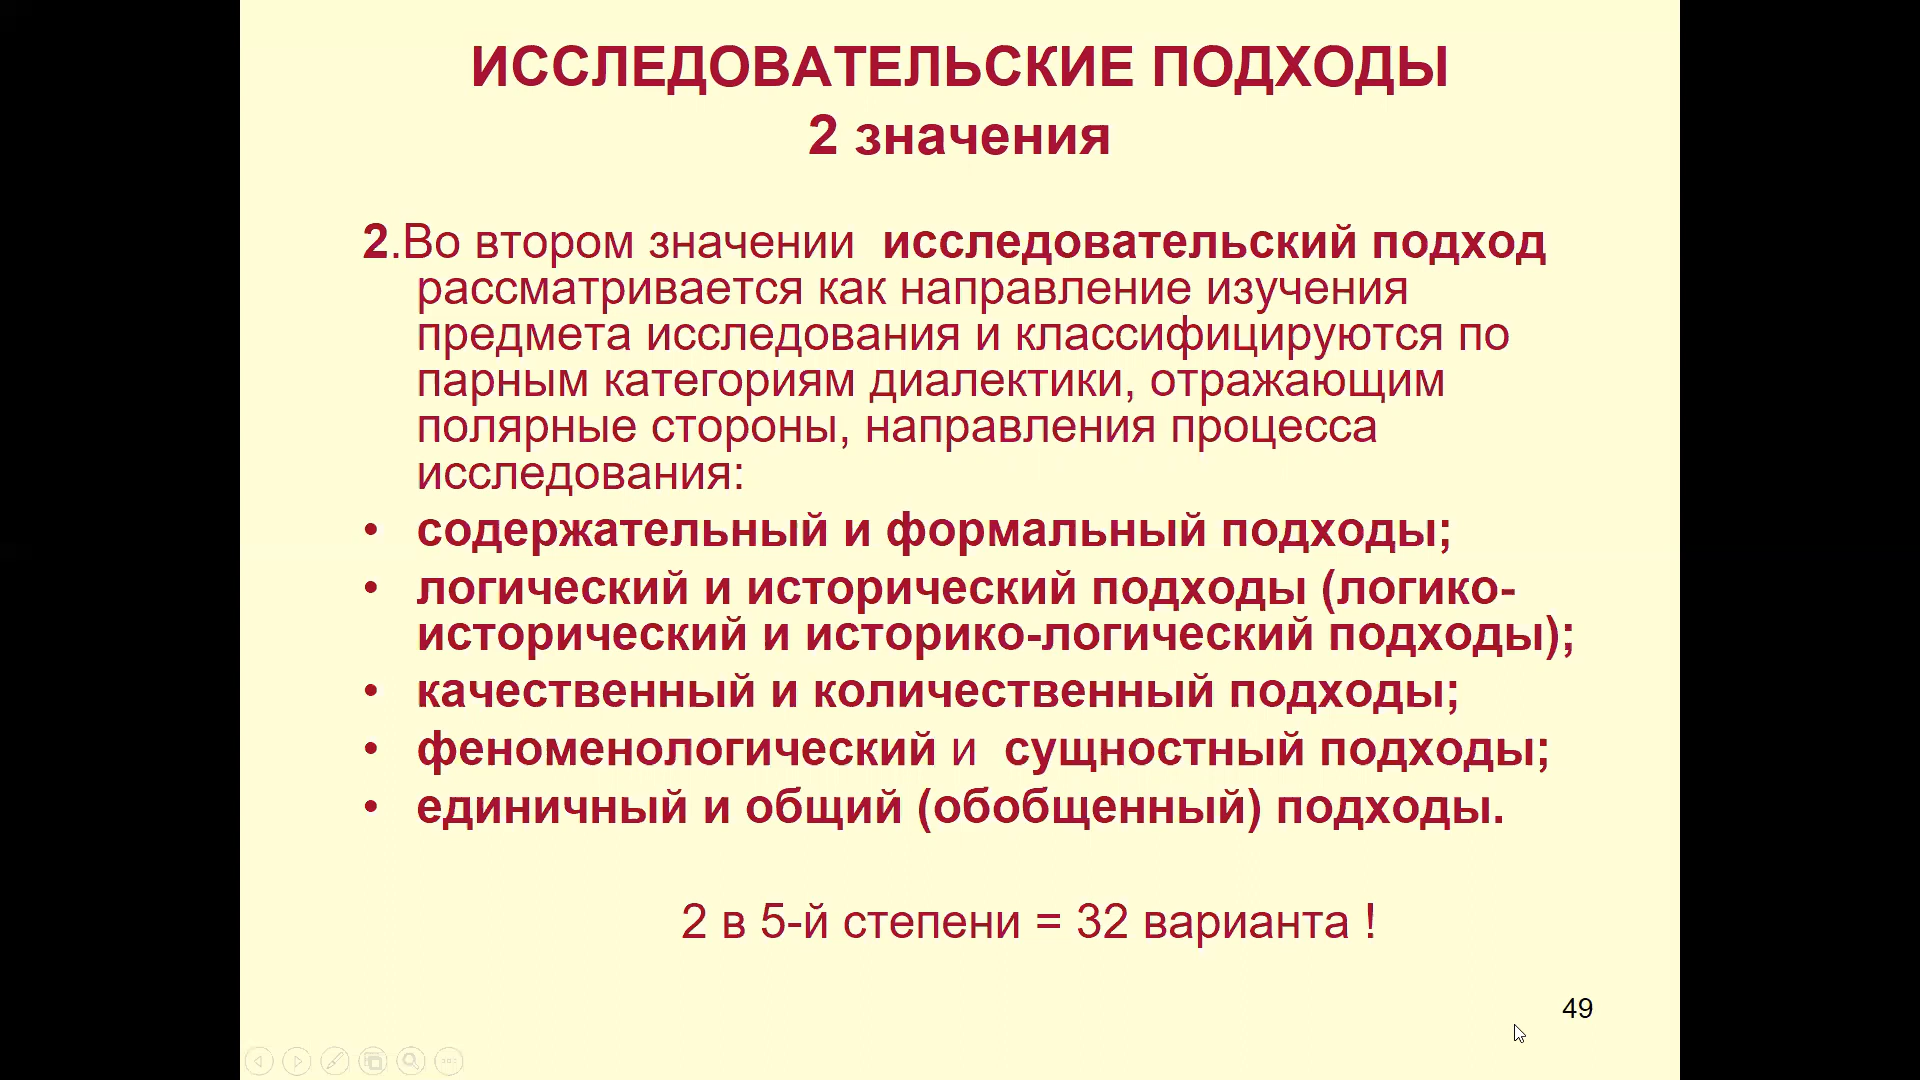 ИССЛЕДОВАТЕЛЬСКИЕ ПОДХОДЫ
2 значения
2.Во втором значении исследовательский подход
рассматривается как направление изучения
предмета исследования и классифицируются по
парным категориям диалектики, отражающим
полярные стороны, направления процесса
исследования:
• содержательный и формальный подходы;
• логический и исторический подходы (логико-
исторический и историко-логический подходы);
• качественный и количественный подходы;
• феноменологический и сущностный подходы;
• единичный и общий (обобщенный) подходы.
2 в 5-й степени = 32 варианта !
49